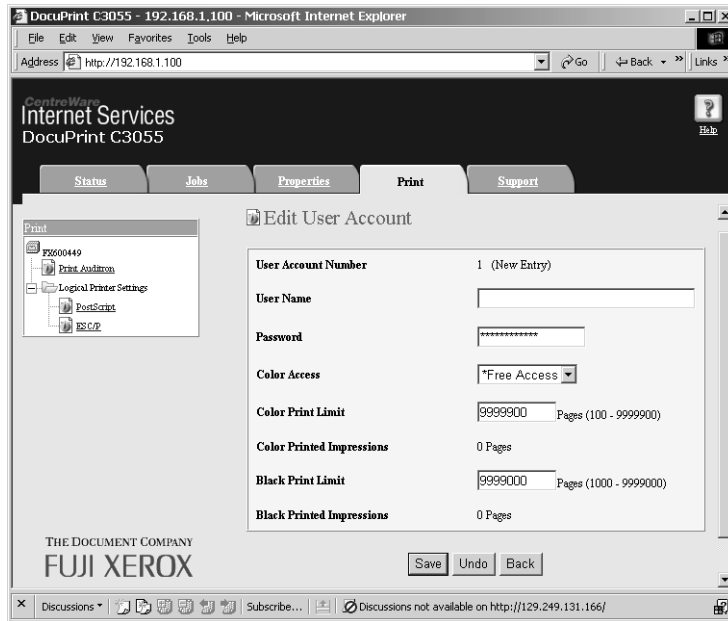 DocuPrint C3055 - 192.168.1.100 - Microsoft Internet Explorer
File Edit View Favorites Tools Help
Address http://192.168.1.100 Go Back » Links »
CentreWare
Internet Services
DocuPrint C3055
Help
Status Jobs Properties Print Support
Print
FX600449
Print Auditron
Logical Printer Settings
PostScript
ESC/P
Edit User Account
User Account Number 1 (New Entry)
User Name
Password ************
Color Access *Free Access
Color Print Limit 9999900 Pages (100 - 9999900)
Color Printed Impressions 0 Pages
Black Print Limit 9999000 Pages (1000 - 9999000)
Black Printed Impressions 0 Pages
THE DOCUMENT COMPANY
FUJI XEROX
Save Undo Back
Discussions Subscribe... Discussions not available on http://129.249.131.166/